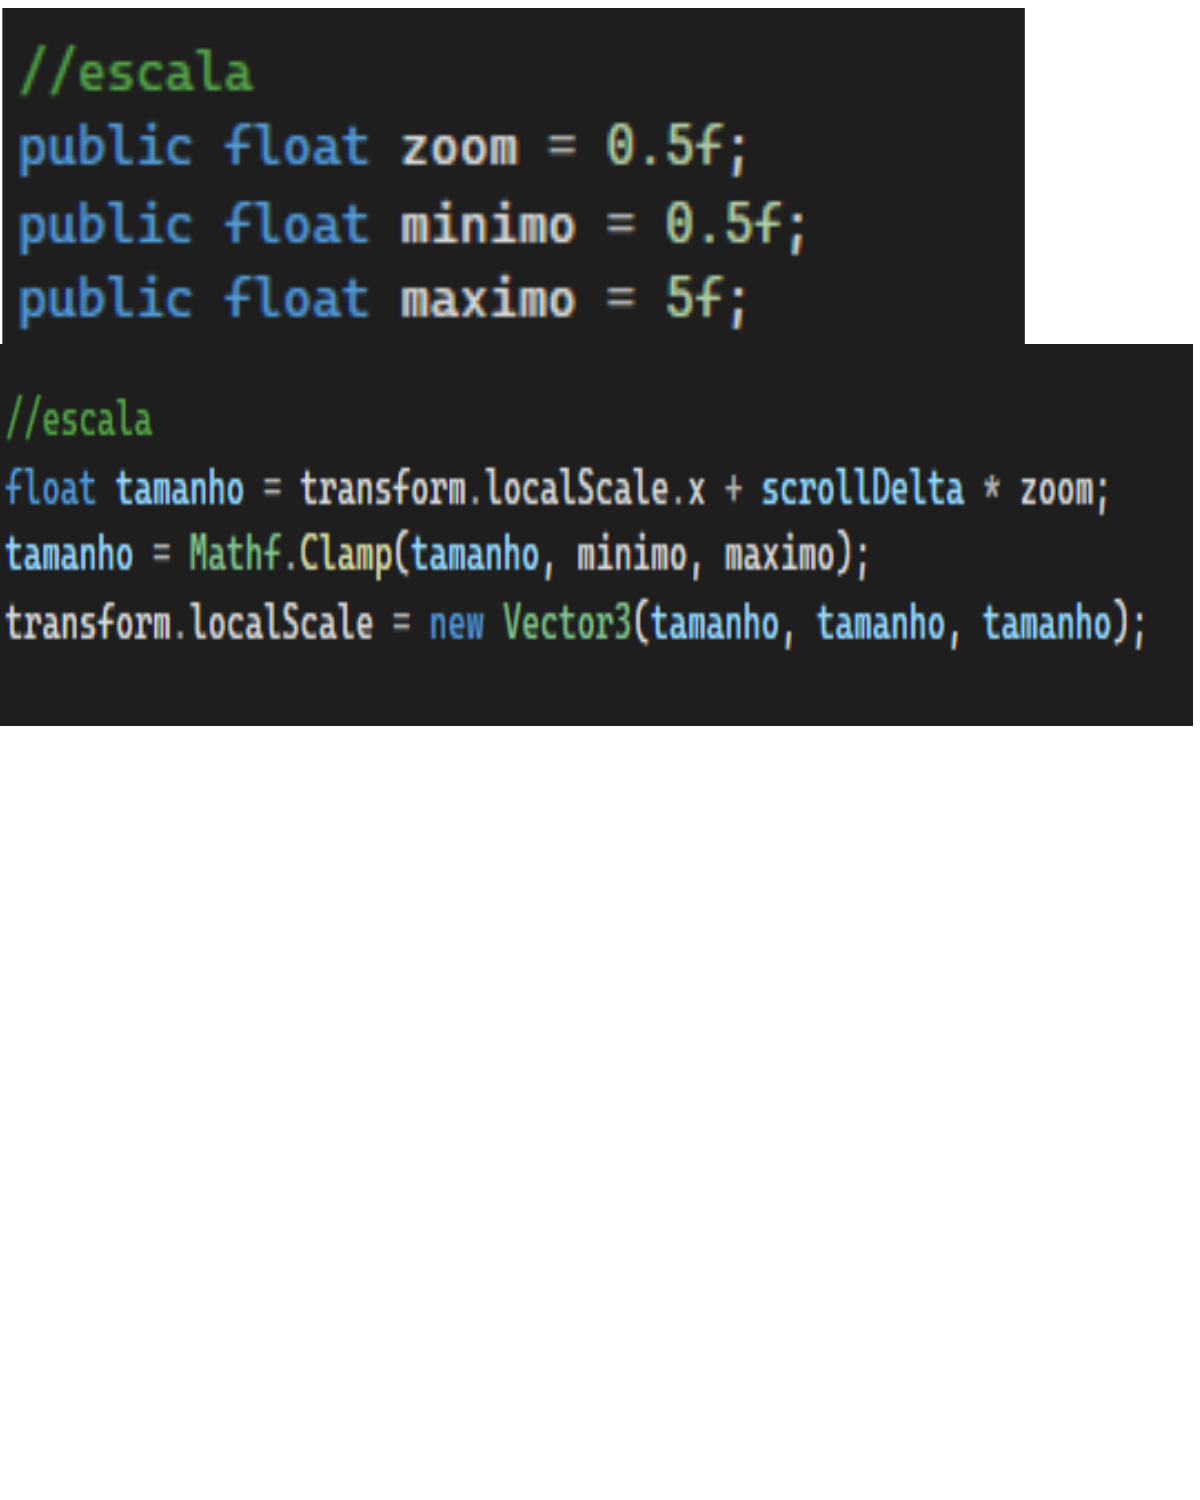 //escala
public float zoom = 0.5f;
public float minimo = 0.5f;
public float maximo = 5f;
//escala
float tamanho = transform.localScale.x + scrollDelta * zoom;
tamanho = Mathf.Clamp(tamanho, minimo, maximo);
transform.localScale = new Vector3(tamanho, tamanho, tamanho);